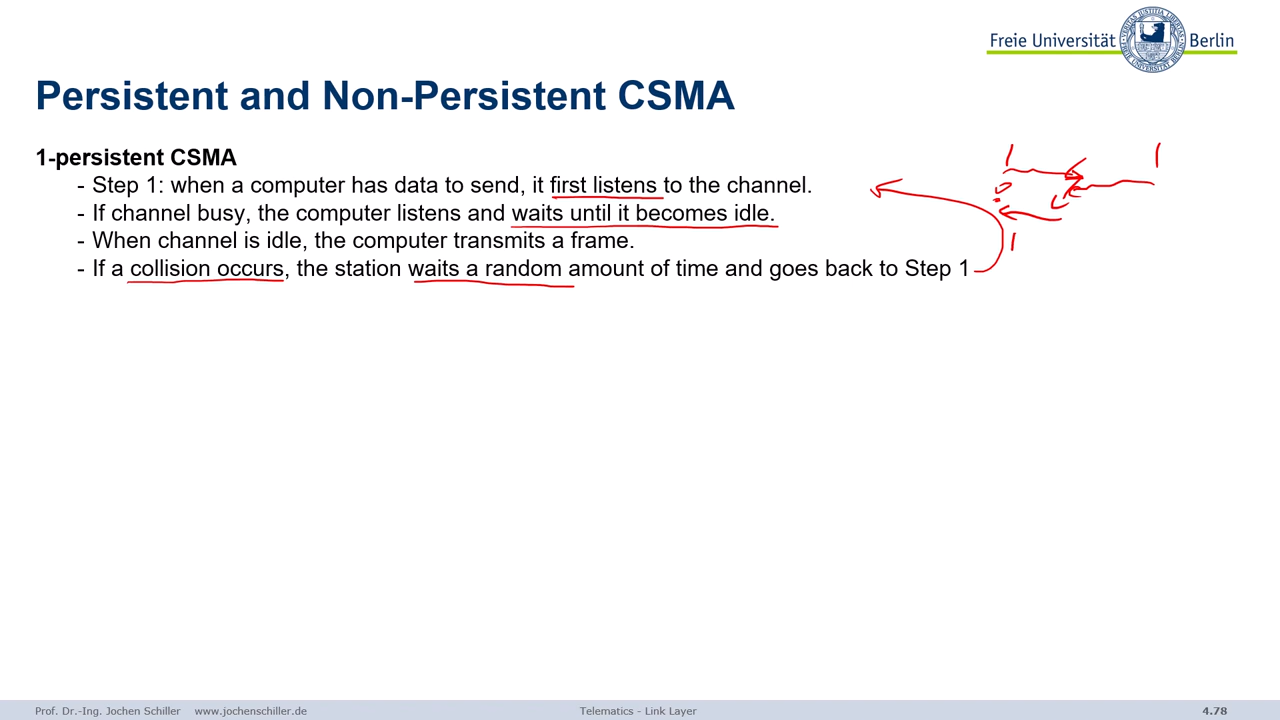 Freie Universität Berlin
Persistent and Non-Persistent CSMA
1-persistent CSMA
- Step 1: when a computer has data to send, it first listens to the channel.
- If channel busy, the computer listens and waits until it becomes idle.
- When channel is idle, the computer transmits a frame.
- If a collision occurs, the station waits a random amount of time and goes back to Step 1
Prof. Dr.-Ing. Jochen Schiller www.jochenschiller.de Telematics - Link Layer 4.78